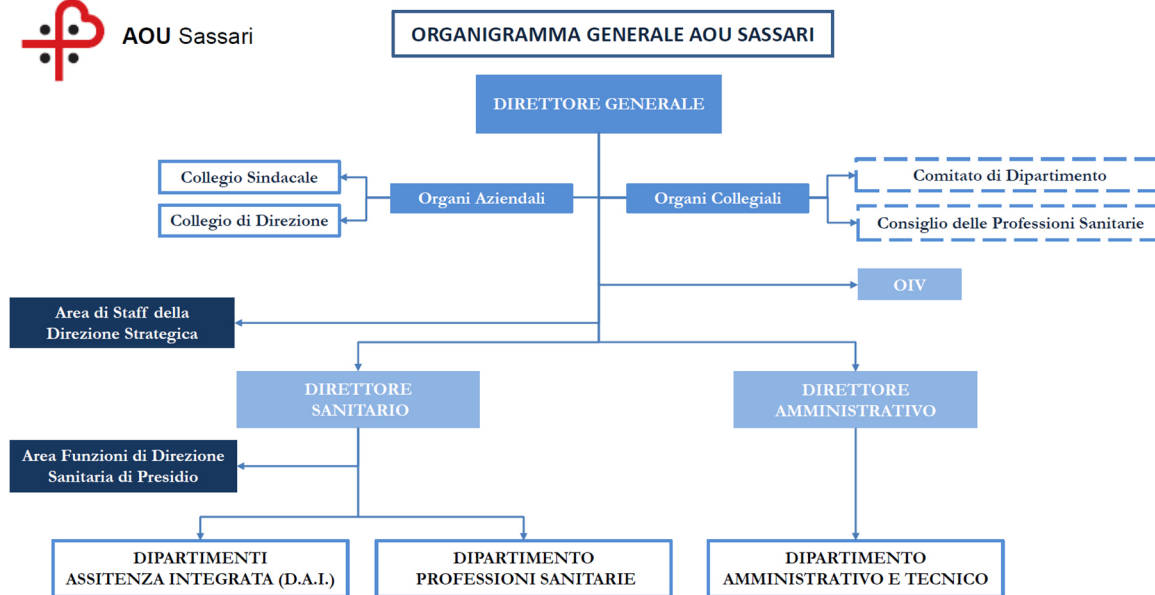 AOU Sassari
ORGANIGRAMMA GENERALE AOU SASSARI
DIRETTORE GENERALE
Collegio Sindacale
Collegio di Direzione
Organi Aziendali
Organi Collegiali
Comitato di Dipartimento
Consiglio delle Professioni Sanitarie
OIV
Area di Staff della
Direzione Strategica
DIRETTORE
SANITARIO
DIRETTORE
AMMINISTRATIVO
Area Funzioni di Direzione
Sanitaria di Presidio
DIPARTIMENTI
ASSITENZA INTEGRATA (D.A.I.)
DIPARTIMENTO
PROFESSIONI SANITARIE
DIPARTIMENTO
AMMINISTRATIVO E TECNICO